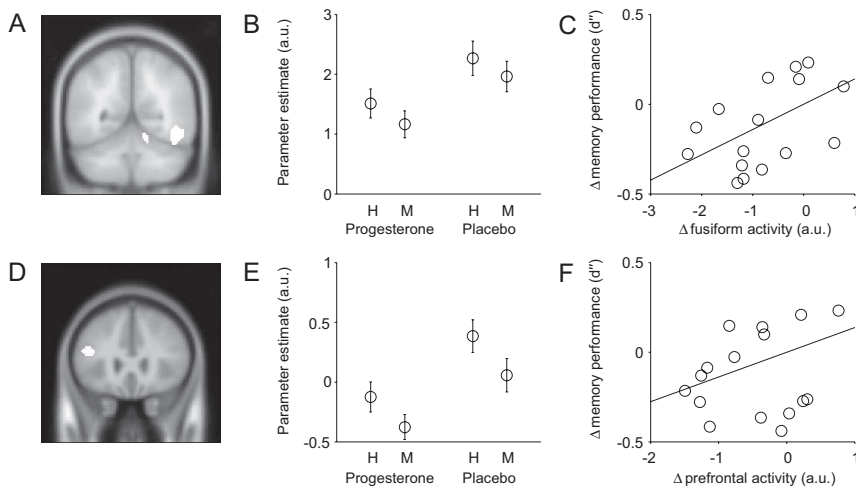 A
B
C
Parameter estimate (a.u.)
3
2
1
0
H M H M
Progesterone Placebo
Δ memory performance (d″)
0.5
0
-0.5
-3 -2 -1 0 1
Δ fusiform activity (a.u.)
D
E
F
Parameter estimate (a.u.)
1
0.5
0
-0.5
H M H M
Progesterone Placebo
Δ memory performance (d″)
0.5
0
-0.5
-2 -1 0 1
Δ prefrontal activity (a.u.)